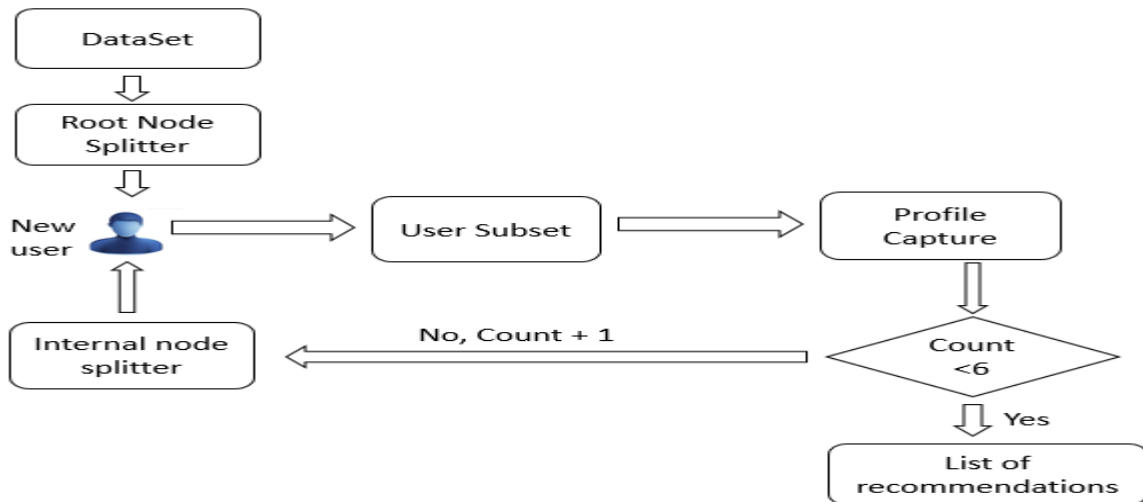 DataSet
Root Node
Splitter
New
user
User Subset
Profile
Capture
Internal node
splitter
No, Count + 1
Count
<6
Yes
List of
recommendations